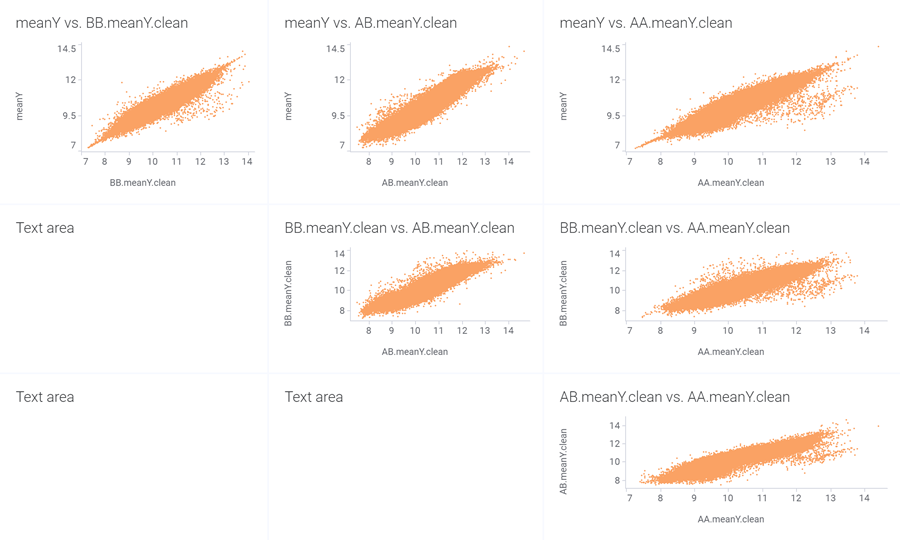 meanY vs. BB.meanY.clean
14.5
12
9.5
7
meanY
7 8 9 10 11 12 13 14
BB.meanY.clean
meanY vs. AB.meanY.clean
14.5
12
9.5
7
meanY
8 9 10 11 12 13 14
AB.meanY.clean
meanY vs. AA.meanY.clean
14.5
12
9.5
7
meanY
7 8 9 10 11 12 13 14
AA.meanY.clean
Text area
BB.meanY.clean vs. AB.meanY.clean
14
12
10
8
BB.meanY.clean
8 9 10 11 12 13 14
AB.meanY.clean
BB.meanY.clean vs. AA.meanY.clean
14
12
10
8
BB.meanY.clean
7 8 9 10 11 12 13 14
AA.meanY.clean
Text area
Text area
AB.meanY.clean vs. AA.meanY.clean
14
12
10
8
AB.meanY.clean
7 8 9 10 11 12 13 14
AA.meanY.clean